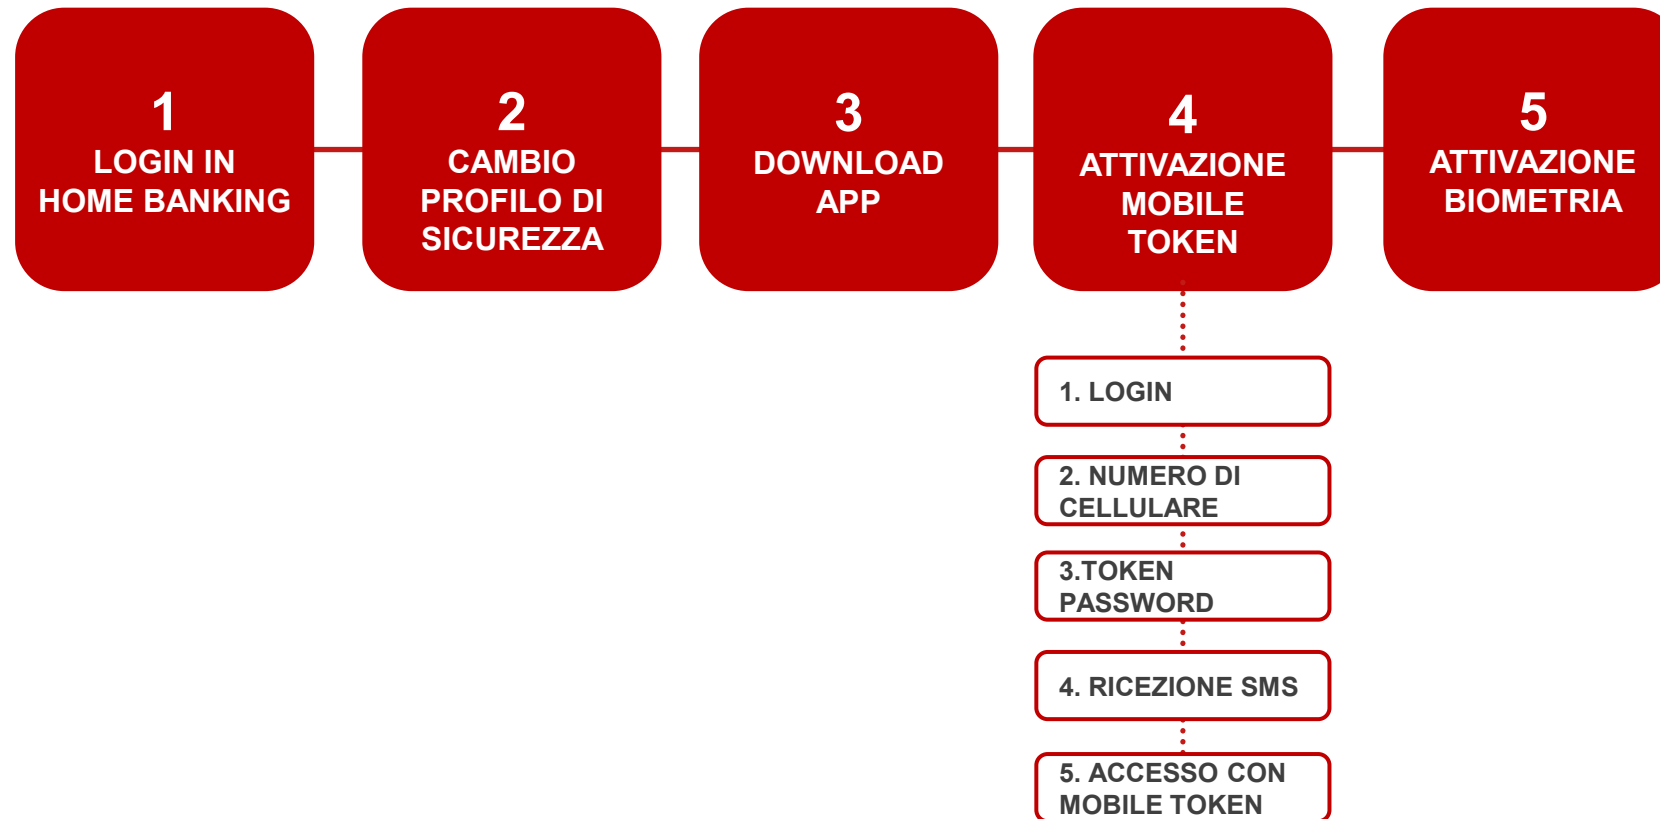 1
LOGIN IN
HOME BANKING
2
CAMBIO
PROFILO DI
SICUREZZA
3
DOWNLOAD
APP
4
ATTIVAZIONE
MOBILE
TOKEN
5
ATTIVAZIONE
BIOMETRIA
1. LOGIN
2. NUMERO DI
CELLULARE
3.TOKEN
PASSWORD
4. RICEZIONE SMS
5. ACCESSO CON
MOBILE TOKEN